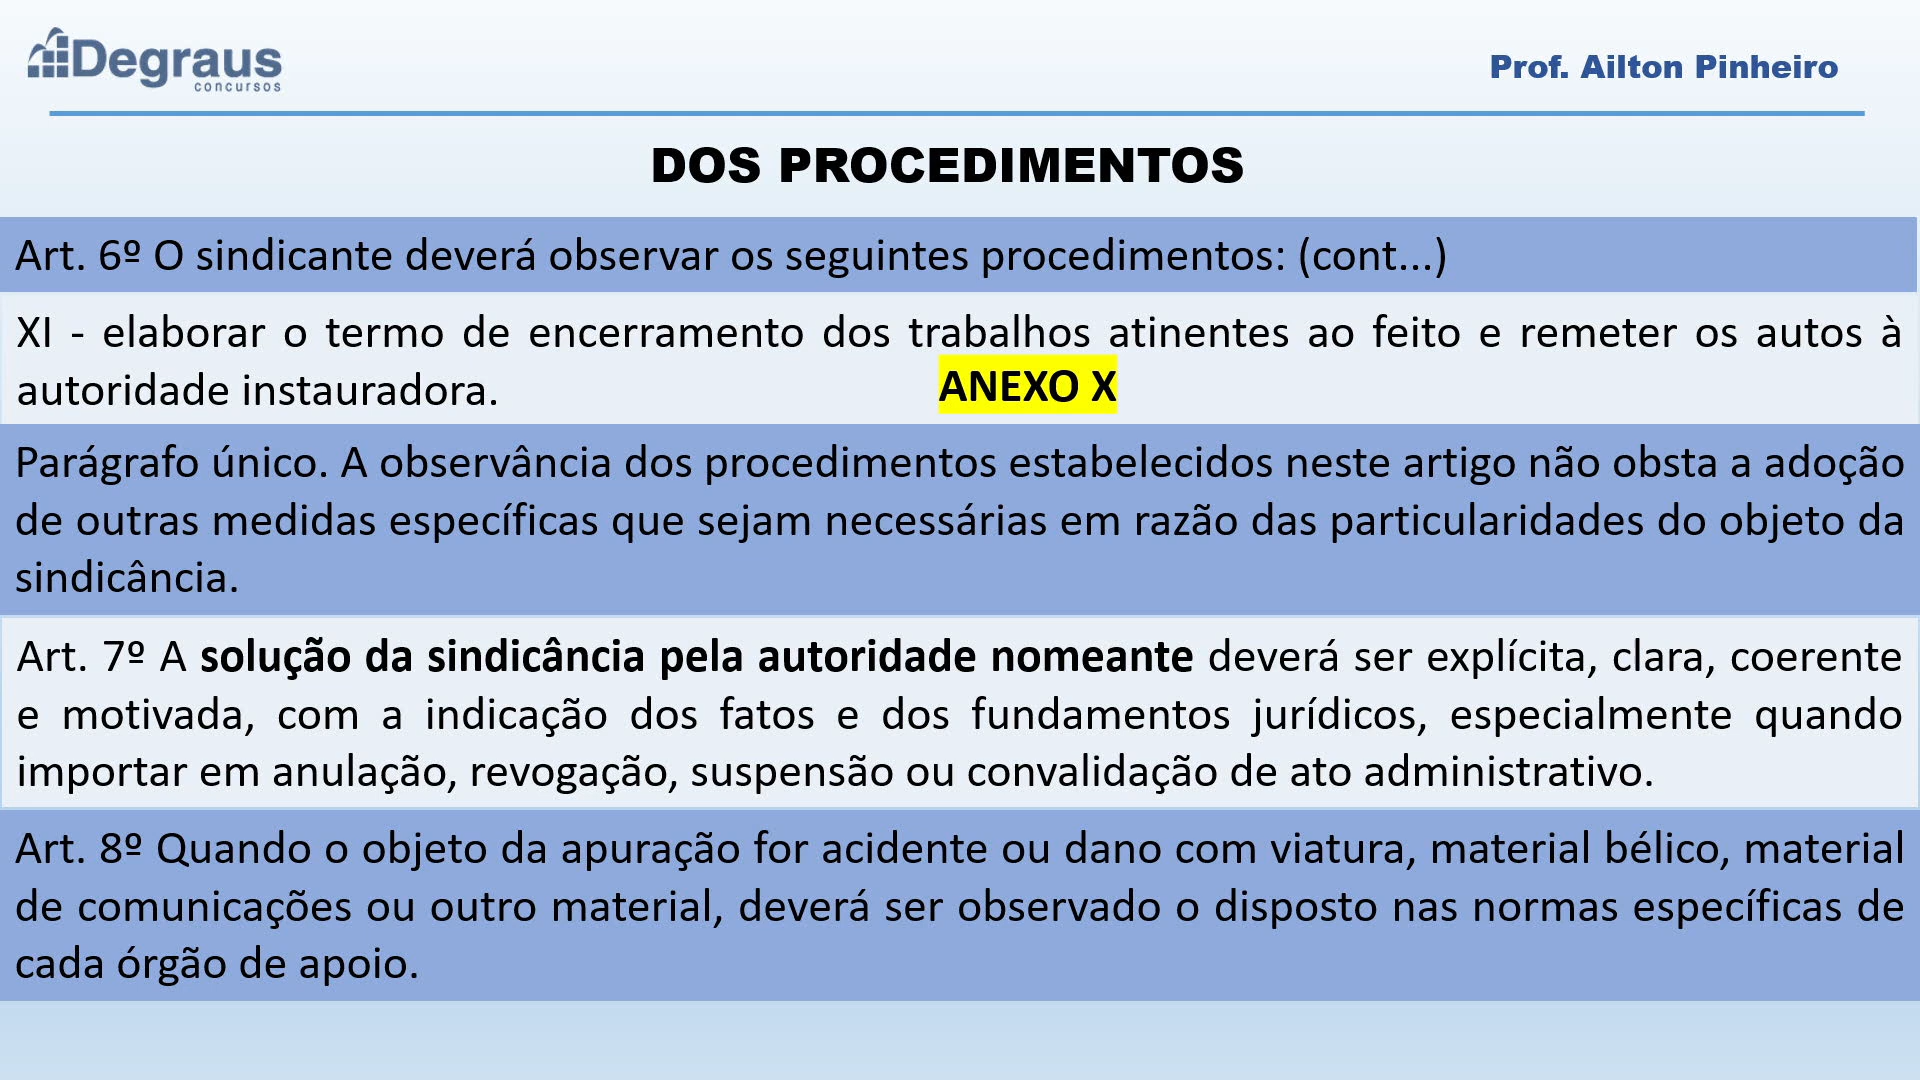 Degraus
concursos
Prof. Ailton Pinheiro
DOS PROCEDIMENTOS
Art. 6º O sindicante deverá observar os seguintes procedimentos: (cont...)
XI - elaborar o termo de encerramento dos trabalhos atinentes ao feito e remeter os autos à
autoridade instauradora.
ANEXO X
Parágrafo único. A observância dos procedimentos estabelecidos neste artigo não obsta a adoção
de outras medidas específicas que sejam necessárias em razão das particularidades do objeto da
sindicância.
Art. 7º A solução da sindicância pela autoridade nomeante deverá ser explícita, clara, coerente
e motivada, com a indicação dos fatos e dos fundamentos jurídicos, especialmente quando
importar em anulação, revogação, suspensão ou convalidação de ato administrativo.
Art. 8º Quando o objeto da apuração for acidente ou dano com viatura, material bélico, material
de comunicações ou outro material, deverá ser observado o disposto nas normas específicas de
cada órgão de apoio.